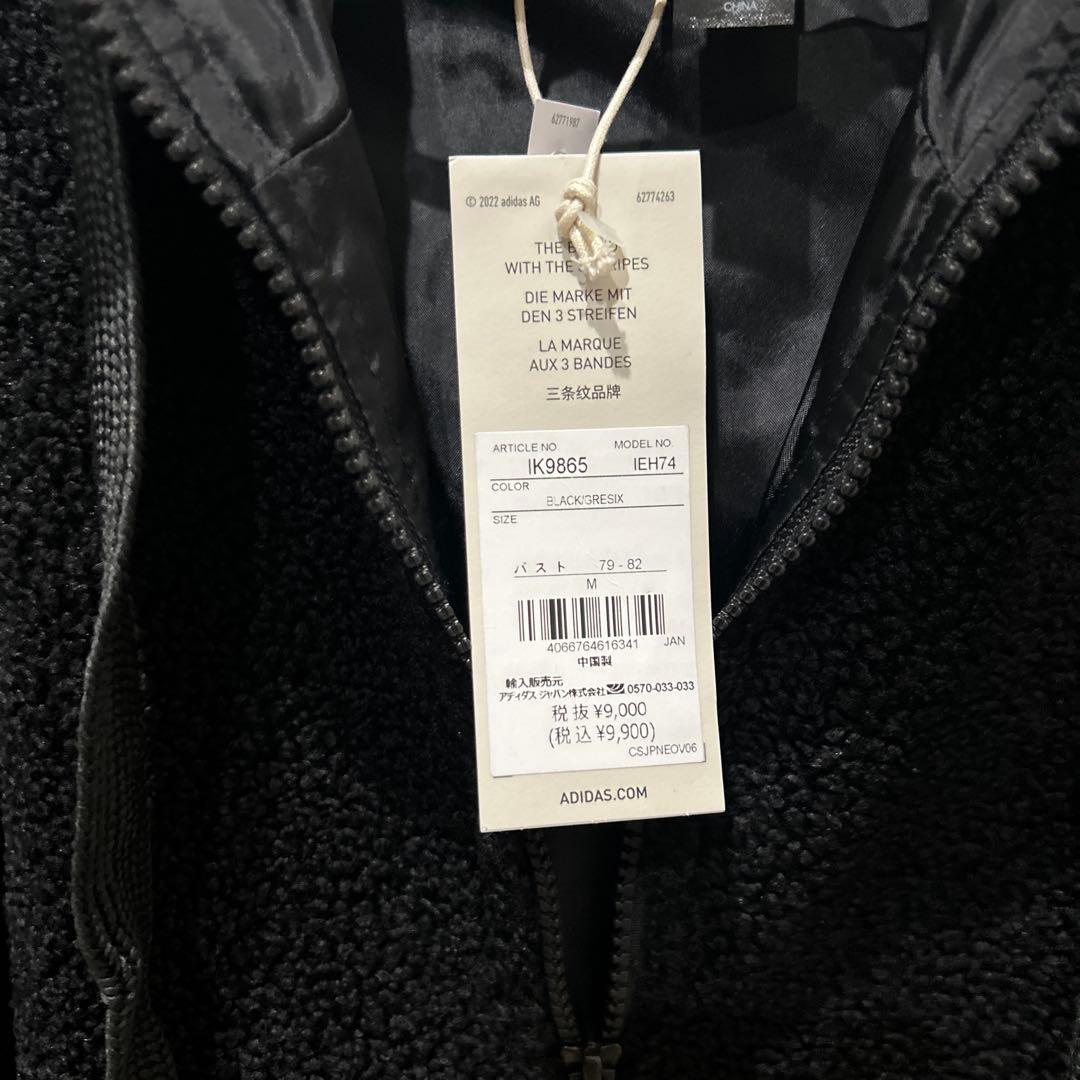 CHINA
62771987
© 2022 adidas AG
62774263
THE
WITH THE
DIE MARKE MIT
DEN 3 STREIFEN
LA MARQUE
AUX 3 BANDES
三条纹品牌
ARTICLE NO. MODEL NO.
IK9865 IEH74
COLOR
BLACK/GRESIX
SIZE
バスト 79 - 82
M
4066764616341 JAN
中国製
輸入販売元
アディダス ジャパン株式会社 0570-033-033
税抜 ¥9,000
(税込 ¥9,900)
CSJPNEOV06
ADIDAS.COM